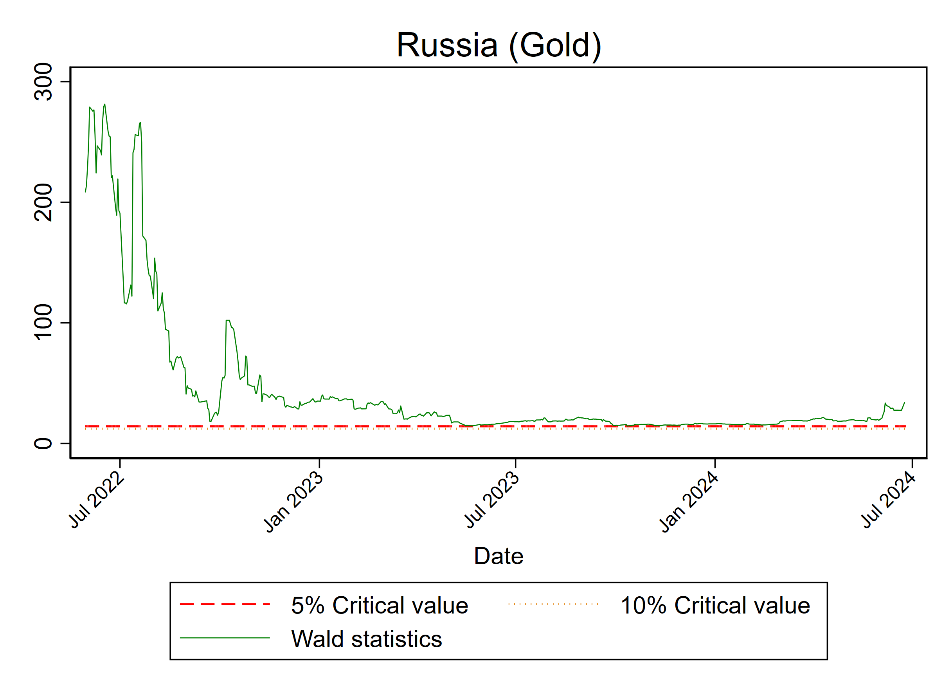 Russia (Gold)
300
200
100
0
Jul 2022
Jan 2023
Jul 2023
Jan 2024
Jul 2024
Date
5% Critical value
10% Critical value
Wald statistics